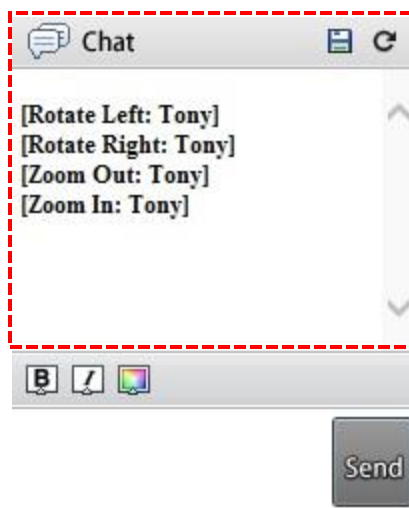 Chat
[Rotate Left: Tony]
[Rotate Right: Tony]
[Zoom Out: Tony]
[Zoom In: Tony]
B I
Send